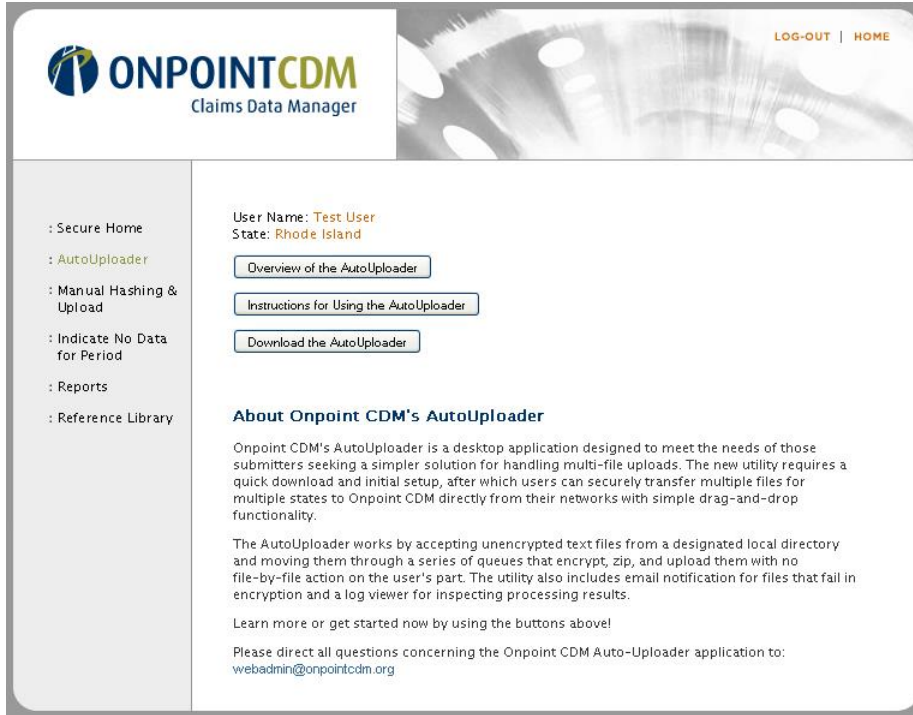 LOG-OUT | HOME
ONPOINTCDM
Claims Data Manager
: Secure Home
: AutoUploader
: Manual Hashing &
Upload
: Indicate No Data
for Period
: Reports
: Reference Library
User Name: Test User
State: Rhode Island
Overview of the AutoUploader
Instructions for Using the AutoUploader
Download the AutoUploader
About Onpoint CDM's AutoUploader
Onpoint CDM's AutoUploader is a desktop application designed to meet the needs of those
submitters seeking a simpler solution for handling multi-file uploads. The new utility requires a
quick download and initial setup, after which users can securely transfer multiple files for
multiple states to Onpoint CDM directly from their networks with simple drag-and-drop
functionality.
The AutoUploader works by accepting unencrypted text files from a designated local directory
and moving them through a series of queues that encrypt, zip, and upload them with no
file-by-file action on the user's part. The utility also includes email notification for files that fail in
encryption and a log viewer for inspecting processing results.
Learn more or get started now by using the buttons above!
Please direct all questions concerning the Onpoint CDM Auto-Uploader application to:
webadmin@onpointcdm.org